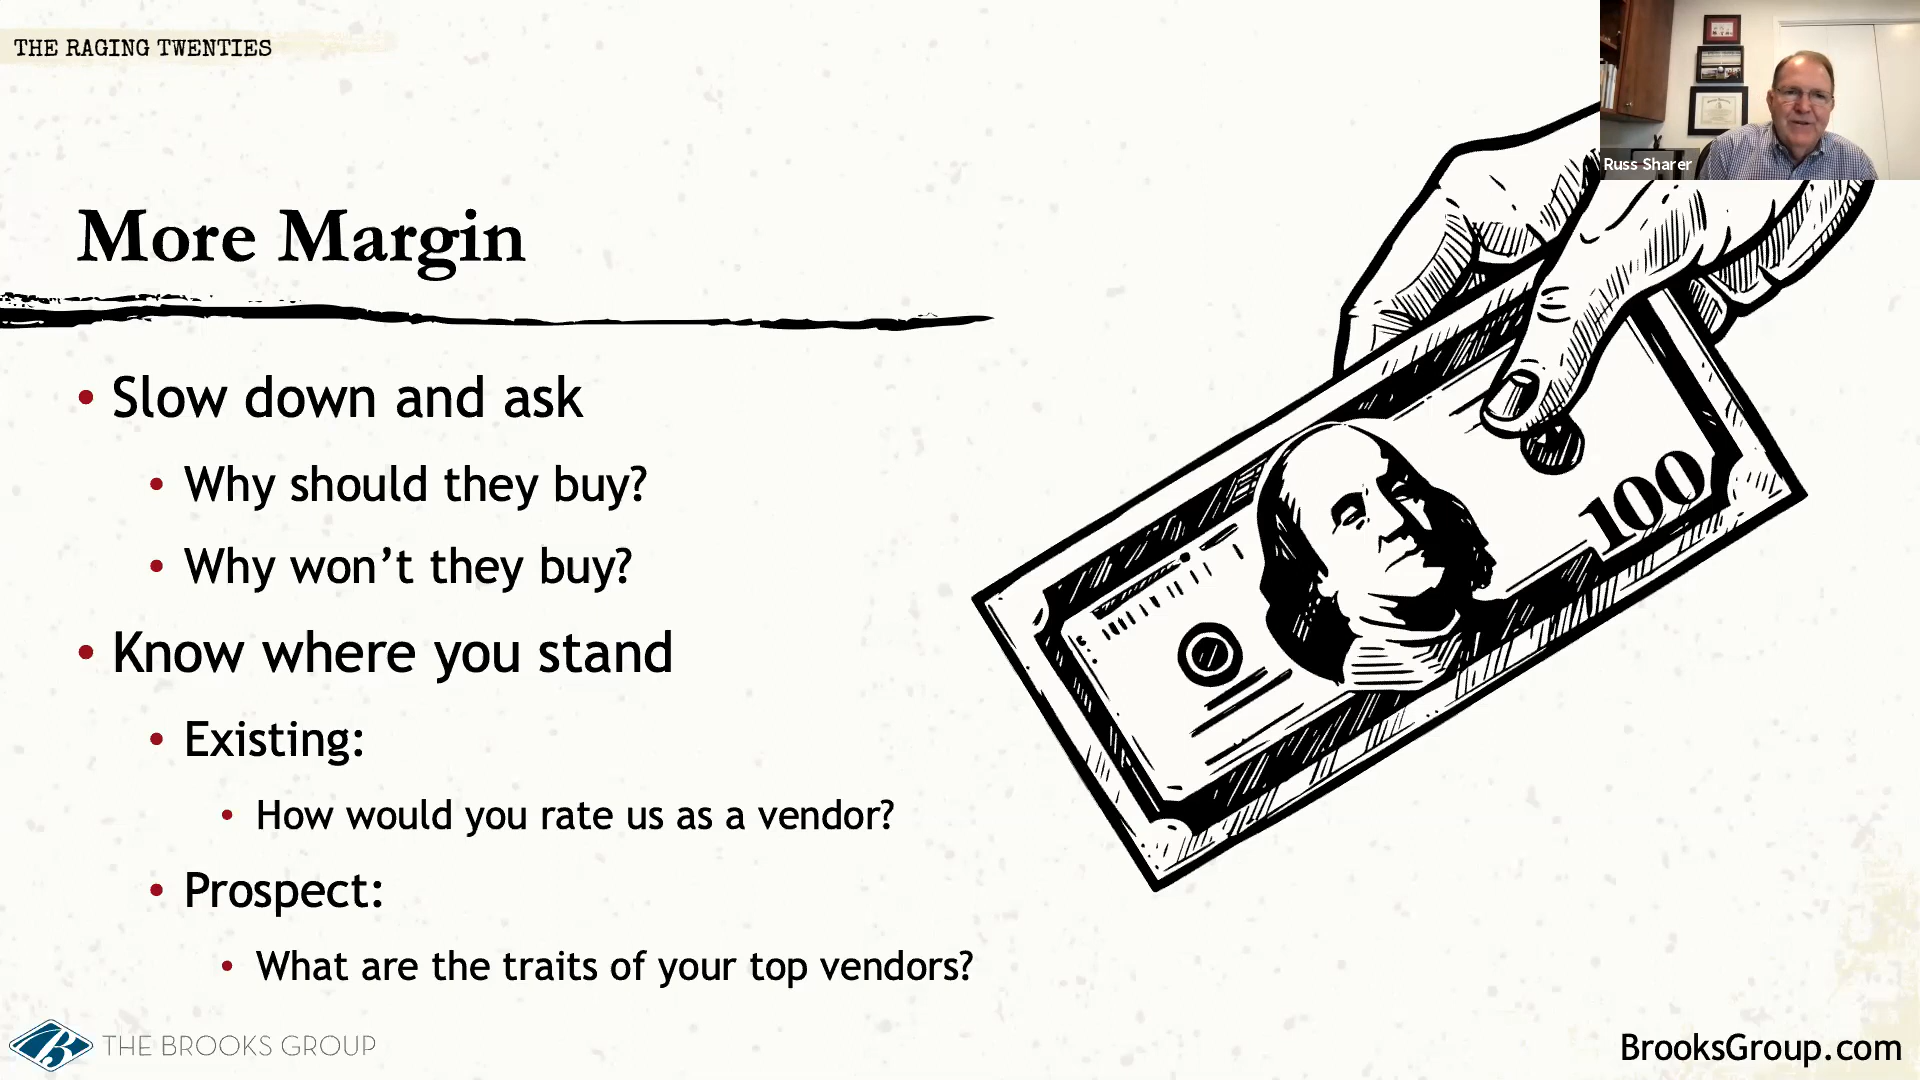 THE RAGING TWENTIES
Russ Sharer
More Margin
• Slow down and ask
• Why should they buy?
• Why won’t they buy?
• Know where you stand
• Existing:
• How would you rate us as a vendor?
• Prospect:
• What are the traits of your top vendors?
100
THE BROOKS GROUP
BrooksGroup.com